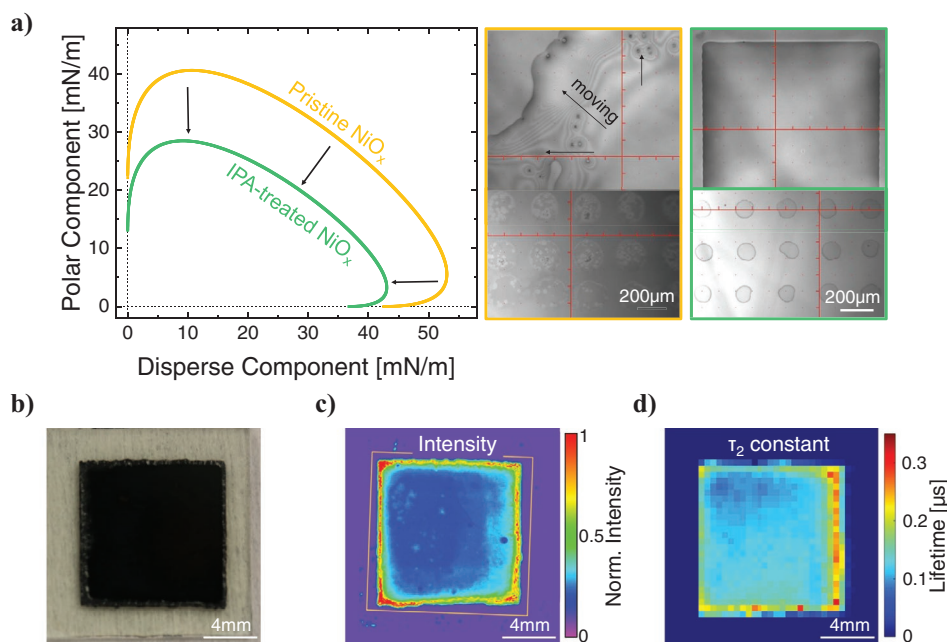 a)
Polar Component [mN/m]
40
30
20
10
0
0
10
20
30
40
50
Disperse Component [mN/m]
Pristine NiOₓ
IPA-treated NiOₓ
moving
200µm
200µm
b)
4mm
c)
Intensity
1
0.5
0
Norm. Intensity
4mm
d)
τ₂ constant
0.3
0.2
0.1
0
Lifetime [µs]
4mm